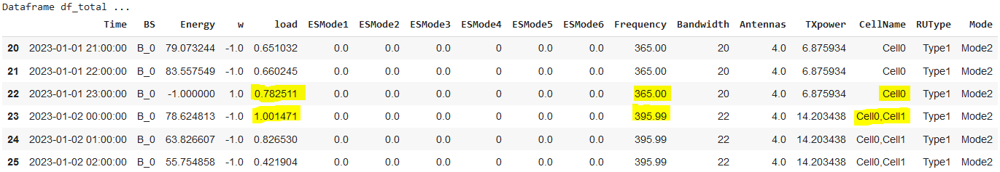 Dataframe df_total ...
Time BS Energy w load ESMode1 ESMode2 ESMode3 ESMode4 ESMode5 ESMode6 Frequency Bandwidth Antennas TXpower CellName RUType Mode
20 2023-01-01 21:00:00 B_0 79.073244 -1.0 0.651032 0.0 0.0 0.0 0 0.0 0.0 365.00 20 4.0 6.875934 Cell0 Type1 Mode2
21 2023-01-01 22:00:00 B_0 83.557549 -1.0 0.660245 0.0 0.0 0.0 0 0.0 0.0 365.00 20 4.0 6.875934 Cell0 Type1 Mode2
22 2023-01-01 23:00:00 B_0 -1.000000 1.0 0.782511 0.0 0.0 0.0 0 0.0 0.0 365.00 20 4.0 6.875934 Cell0 Type1 Mode2
23 2023-01-02 00:00:00 B_0 78.624813 -1.0 1.001471 0.0 0.0 0.0 0 0.0 0.0 395.99 22 4.0 14.203438 Cell0,Cell1 Type1 Mode2
24 2023-01-02 01:00:00 B_0 63.826607 -1.0 0.826530 0.0 0.0 0.0 0 0.0 0.0 395.99 22 4.0 14.203438 Cell0,Cell1 Type1 Mode2
25 2023-01-02 02:00:00 B_0 55.754858 -1.0 0.421904 0.0 0.0 0.0 0 0.0 0.0 395.99 22 4.0 14.203438 Cell0,Cell1 Type1 Mode2